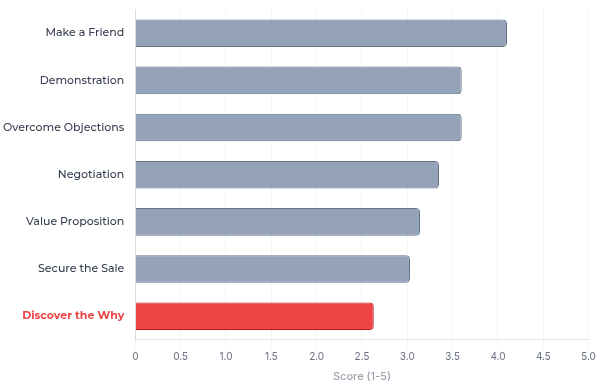 Make a Friend
Demonstration
Overcome Objections
Negotiation
Value Proposition
Secure the Sale
Discover the Why
0 0.5 1.0 1.5 2.0 2.5 3.0 3.5 4.0 4.5 5.0
Score (1-5)